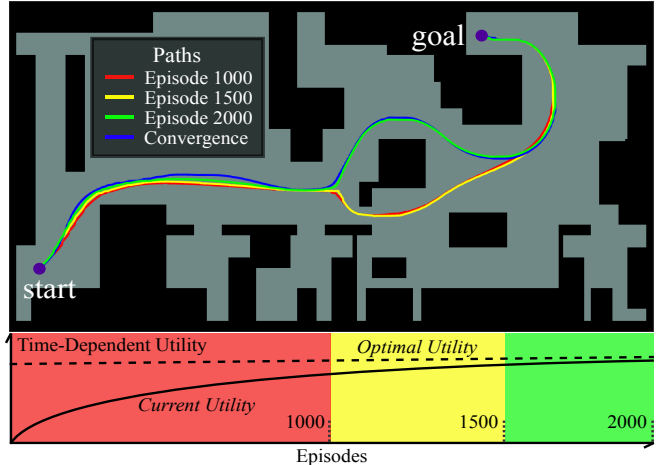 goal
Paths
Episode 1000
Episode 1500
Episode 2000
Convergence
start
Time-Dependent Utility
Optimal Utility
Current Utility
1000
1500
2000
Episodes